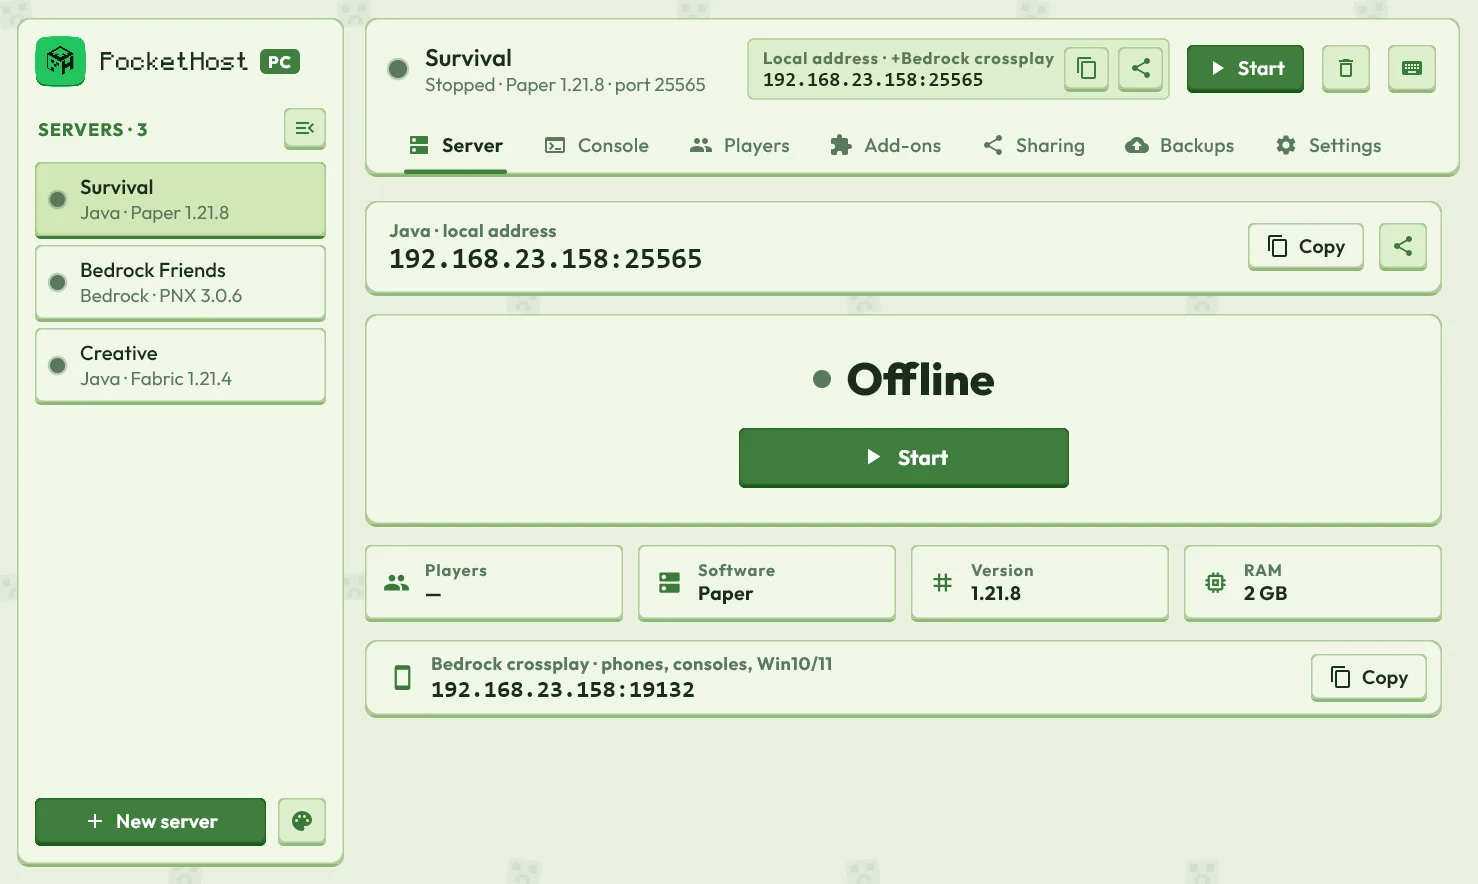 PocketHost PC
SERVERS · 3
Survival
Java · Paper 1.21.8
Bedrock Friends
Bedrock · PNX 3.0.6
Creative
Java · Fabric 1.21.4
New server
Survival
Stopped · Paper 1.21.8 · port 25565
Local address · +Bedrock crossplay
192.168.23.158:25565
Start
Server
Console
Players
Add-ons
Sharing
Backups
Settings
Java · local address
192.168.23.158:25565
Copy
Offline
Start
Players
—
Software
Paper
Version
1.21.8
RAM
2 GB
Bedrock crossplay · phones, consoles, Win10/11
192.168.23.158:19132
Copy